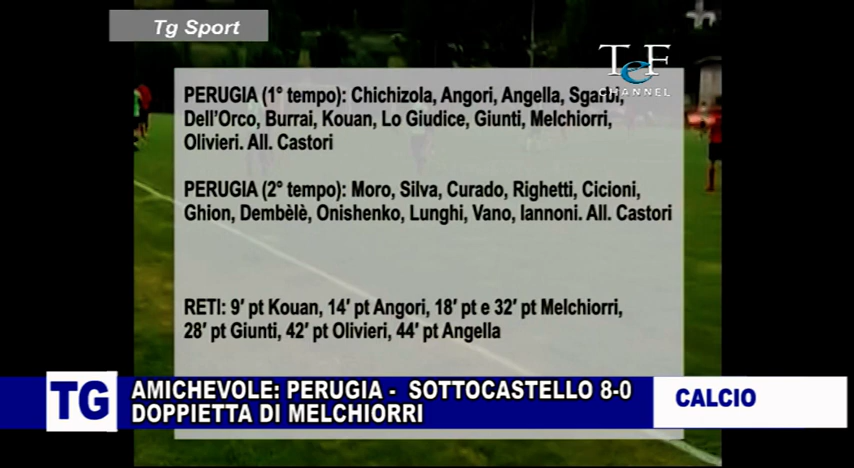 Tg Sport
TeF
CHANNEL
PERUGIA (1° tempo): Chichizola, Angori, Angella, Sgarbi,
Dell'Orco, Burrai, Kouan, Lo Giudice, Giunti, Melchiorri,
Olivieri. All. Castori
PERUGIA (2° tempo): Moro, Silva, Curado, Righetti, Cicioni,
Ghion, Dembèlè, Onishenko, Lunghi, Vano, Iannoni. All. Castori
RETI: 9′ pt Kouan, 14′ pt Angori, 18′ pt e 32′ pt Melchiorri,
28′ pt Giunti, 42′ pt Olivieri, 44′ pt Angella
TG
AMICHEVOLE: PERUGIA - SOTTOCASTELLO 8-0
DOPPIETTA DI MELCHIORRI
CALCIO